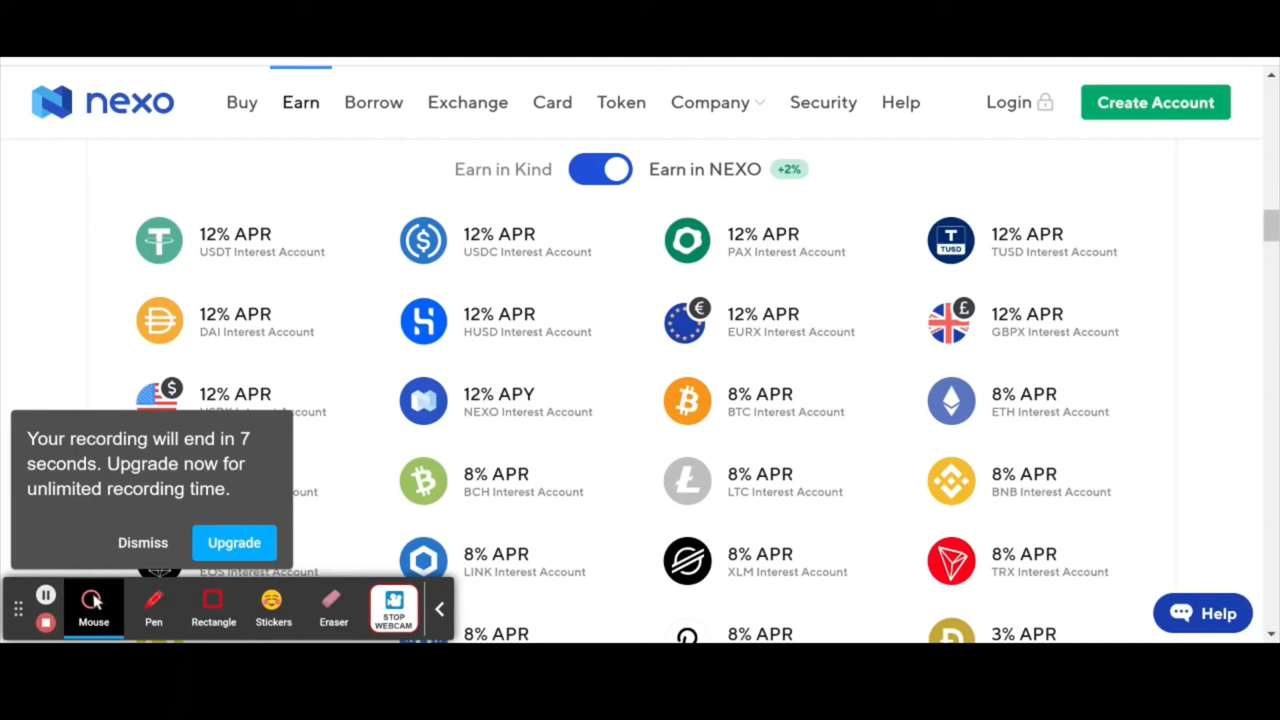 nexo Buy Earn Borrow Exchange Card Token Company Security Help Login Create Account
Earn in Kind Earn in NEXO +2%
12% APR 12% APR 12% APR 12% APR
USDT Interest Account USDC Interest Account PAX Interest Account TUSD Interest Account
TUSD
€ £
12% APR 12% APR 12% APR 12% APR
DAI Interest Account HUSD Interest Account EURX Interest Account GBPX Interest Account
$
12% APR 12% APY 8% APR 8% APR
NEXO Interest Account BTC Interest Account ETH Interest Account
Your recording will end in 7
seconds. Upgrade now for
unlimited recording time.
Dismiss Upgrade
8% APR 8% APR 8% APR
BCH Interest Account LTC Interest Account BNB Interest Account
8% APR 8% APR 8% APR
EOS Interest Account LINK Interest Account XLM Interest Account TRX Interest Account
Mouse Pen Rectangle Stickers Eraser STOP
WEBCAM
8% APR 8% APR 3% APR
Help